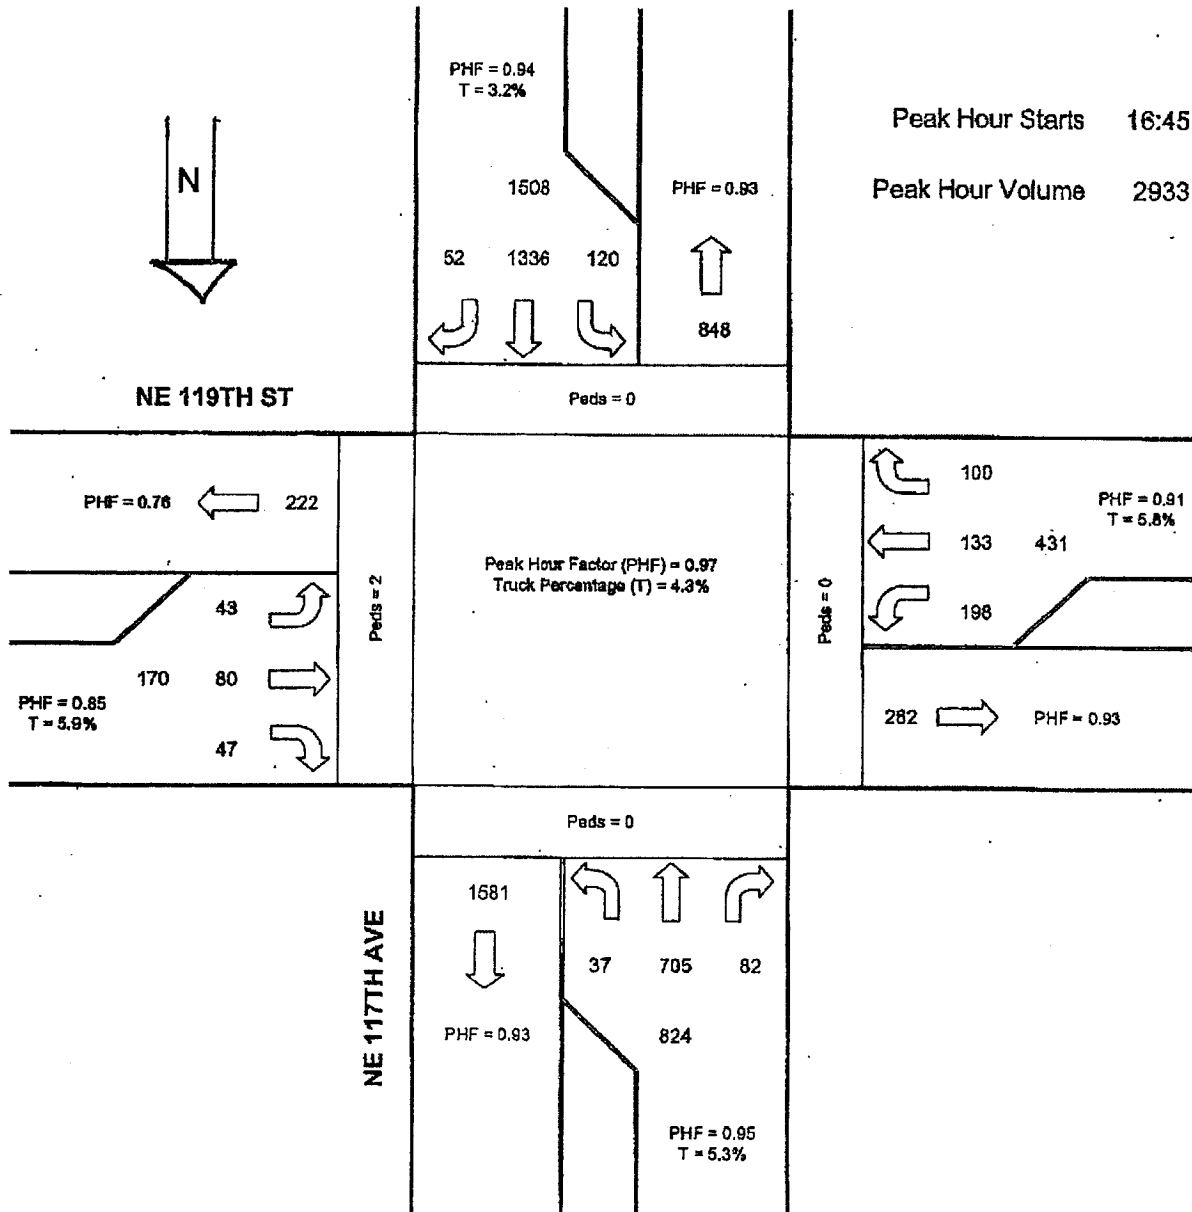 PHF = 0.94
T = 3.2%
Peak Hour Starts 16:45
N
1508
PHF = 0.93
Peak Hour Volume 2933
52 1336 120
848
NE 119TH ST
Peds = 0
100
PHF = 0.76 222
PHF = 0.91
T = 5.8%
133 431
Peak Hour Factor (PHF) = 0.97
Truck Percentage (T) = 4.3%
Peds = 2
Peds = 0
43
198
170 80
PHF = 0.85
T = 5.9%
47
282 PHF = 0.93
Peds = 0
1581
37 705 82
NE 117TH AVE
PHF = 0.93
824
PHF = 0.95
T = 5.3%